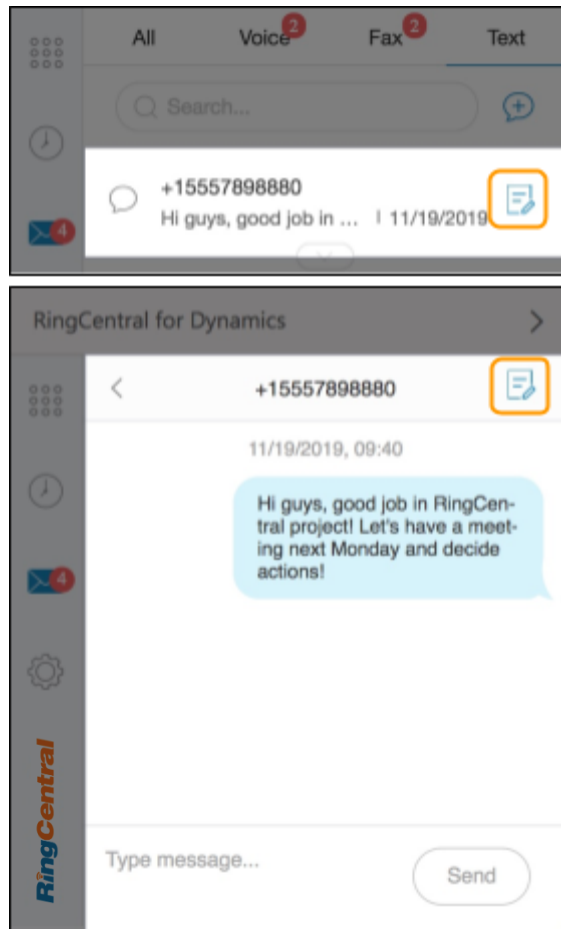 All Voice 2 Fax 2 Text
Search...
+15557898880
4
Hi guys, good job in ... | 11/19/2019
RingCentral for Dynamics
+15557898880
11/19/2019, 09:40
Hi guys, good job in RingCen-
tral project! Let's have a meet-
ing next Monday and decide
actions!
4
RingCentral
Type message...
Send